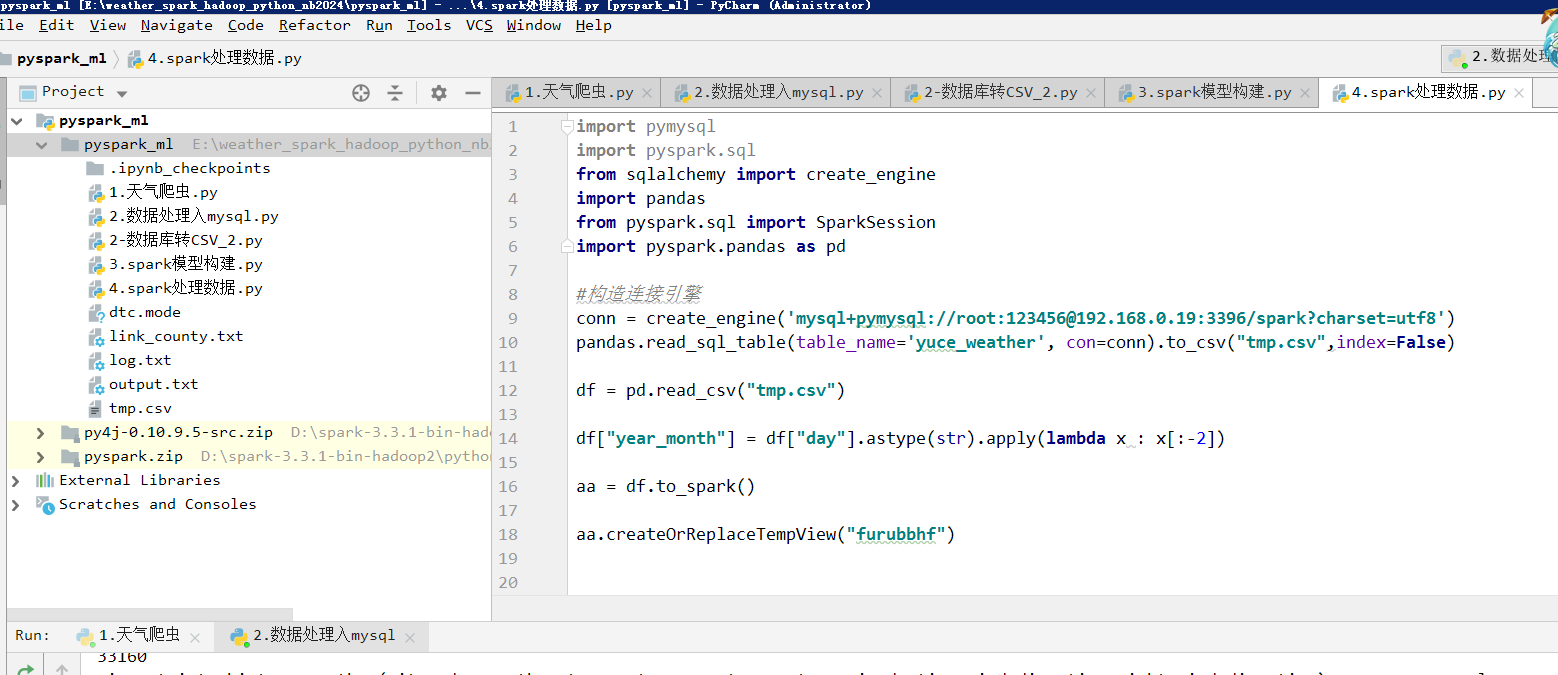 pyspark_ml [E:\weather_spark_hadoop_python_nb2024\pyspark_ml] - ...\4.spark处理数据.py [pyspark_ml] - PyCharm (Administrator)
ile Edit View Navigate Code Refactor Run Tools VCS Window Help
pyspark_ml 4.spark处理数据.py
2.数据处理
Project
1.天气爬虫.py 2.数据处理入mysql.py 2-数据库转CSV_2.py 3.spark模型构建.py 4.spark处理数据.py
pyspark_ml
pyspark_ml E:\weather_spark_hadoop_python_nb
.ipynb_checkpoints
1.天气爬虫.py
2.数据处理入mysql.py
2-数据库转CSV_2.py
3.spark模型构建.py
4.spark处理数据.py
dtc.mode
link_county.txt
log.txt
output.txt
tmp.csv
py4j-0.10.9.5-src.zip D:\spark-3.3.1-bin-hado
pyspark.zip D:\spark-3.3.1-bin-hadoop2\python
External Libraries
Scratches and Consoles
1 import pymysql
2 import pyspark.sql
3 from sqlalchemy import create_engine
4 import pandas
5 from pyspark.sql import SparkSession
6 import pyspark.pandas as pd
7
8 #构造连接引擎
9 conn = create_engine('mysql+pymysql://root:123456@192.168.0.19:3396/spark?charset=utf8')
10 pandas.read_sql_table(table_name='yuce_weather', con=conn).to_csv("tmp.csv",index=False)
11
12 df = pd.read_csv("tmp.csv")
13
14 df["year_month"] = df["day"].astype(str).apply(lambda x : x[:-2])
15
16 aa = df.to_spark()
17
18 aa.createOrReplaceTempView("furubbhf")
19
20
Run: 1.天气爬虫 2.数据处理入mysql
33160